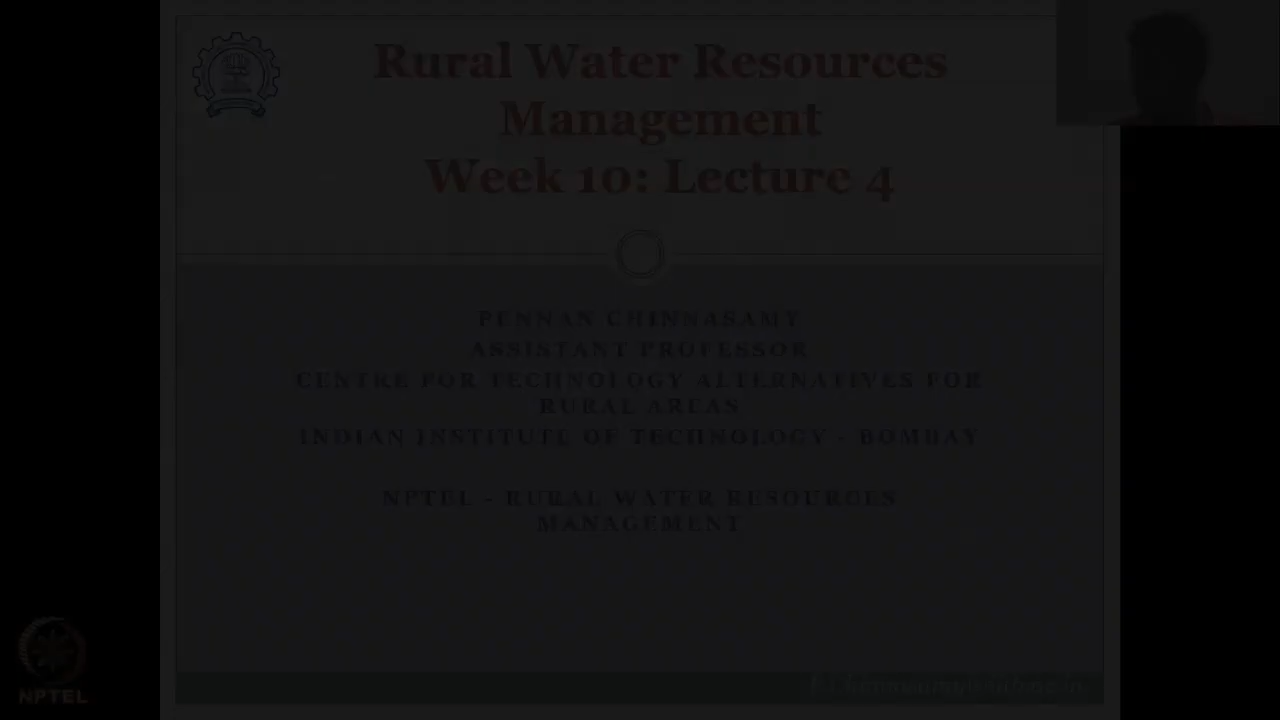 Rural Water Resources
Management
Week 10: Lecture 4
PENNAN CHINNASAMY
ASSISTANT PROFESSOR
CENTRE FOR TECHNOLOGY ALTERNATIVES FOR
RURAL AREAS
INDIAN INSTITUTE OF TECHNOLOGY - BOMBAY
NPTEL - RURAL WATER RESOURCES
MANAGEMENT
NPTEL